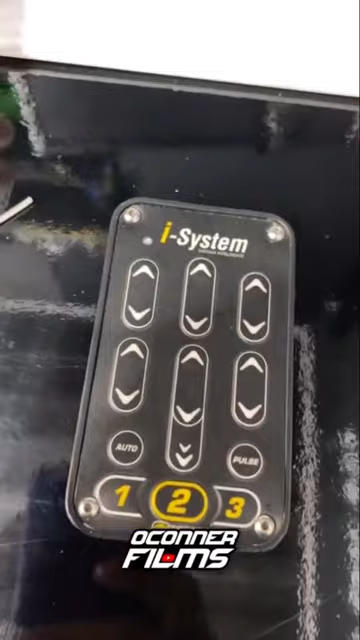 i-System
AUTO
PULSE
1 2 3
OCONNER
FILMS